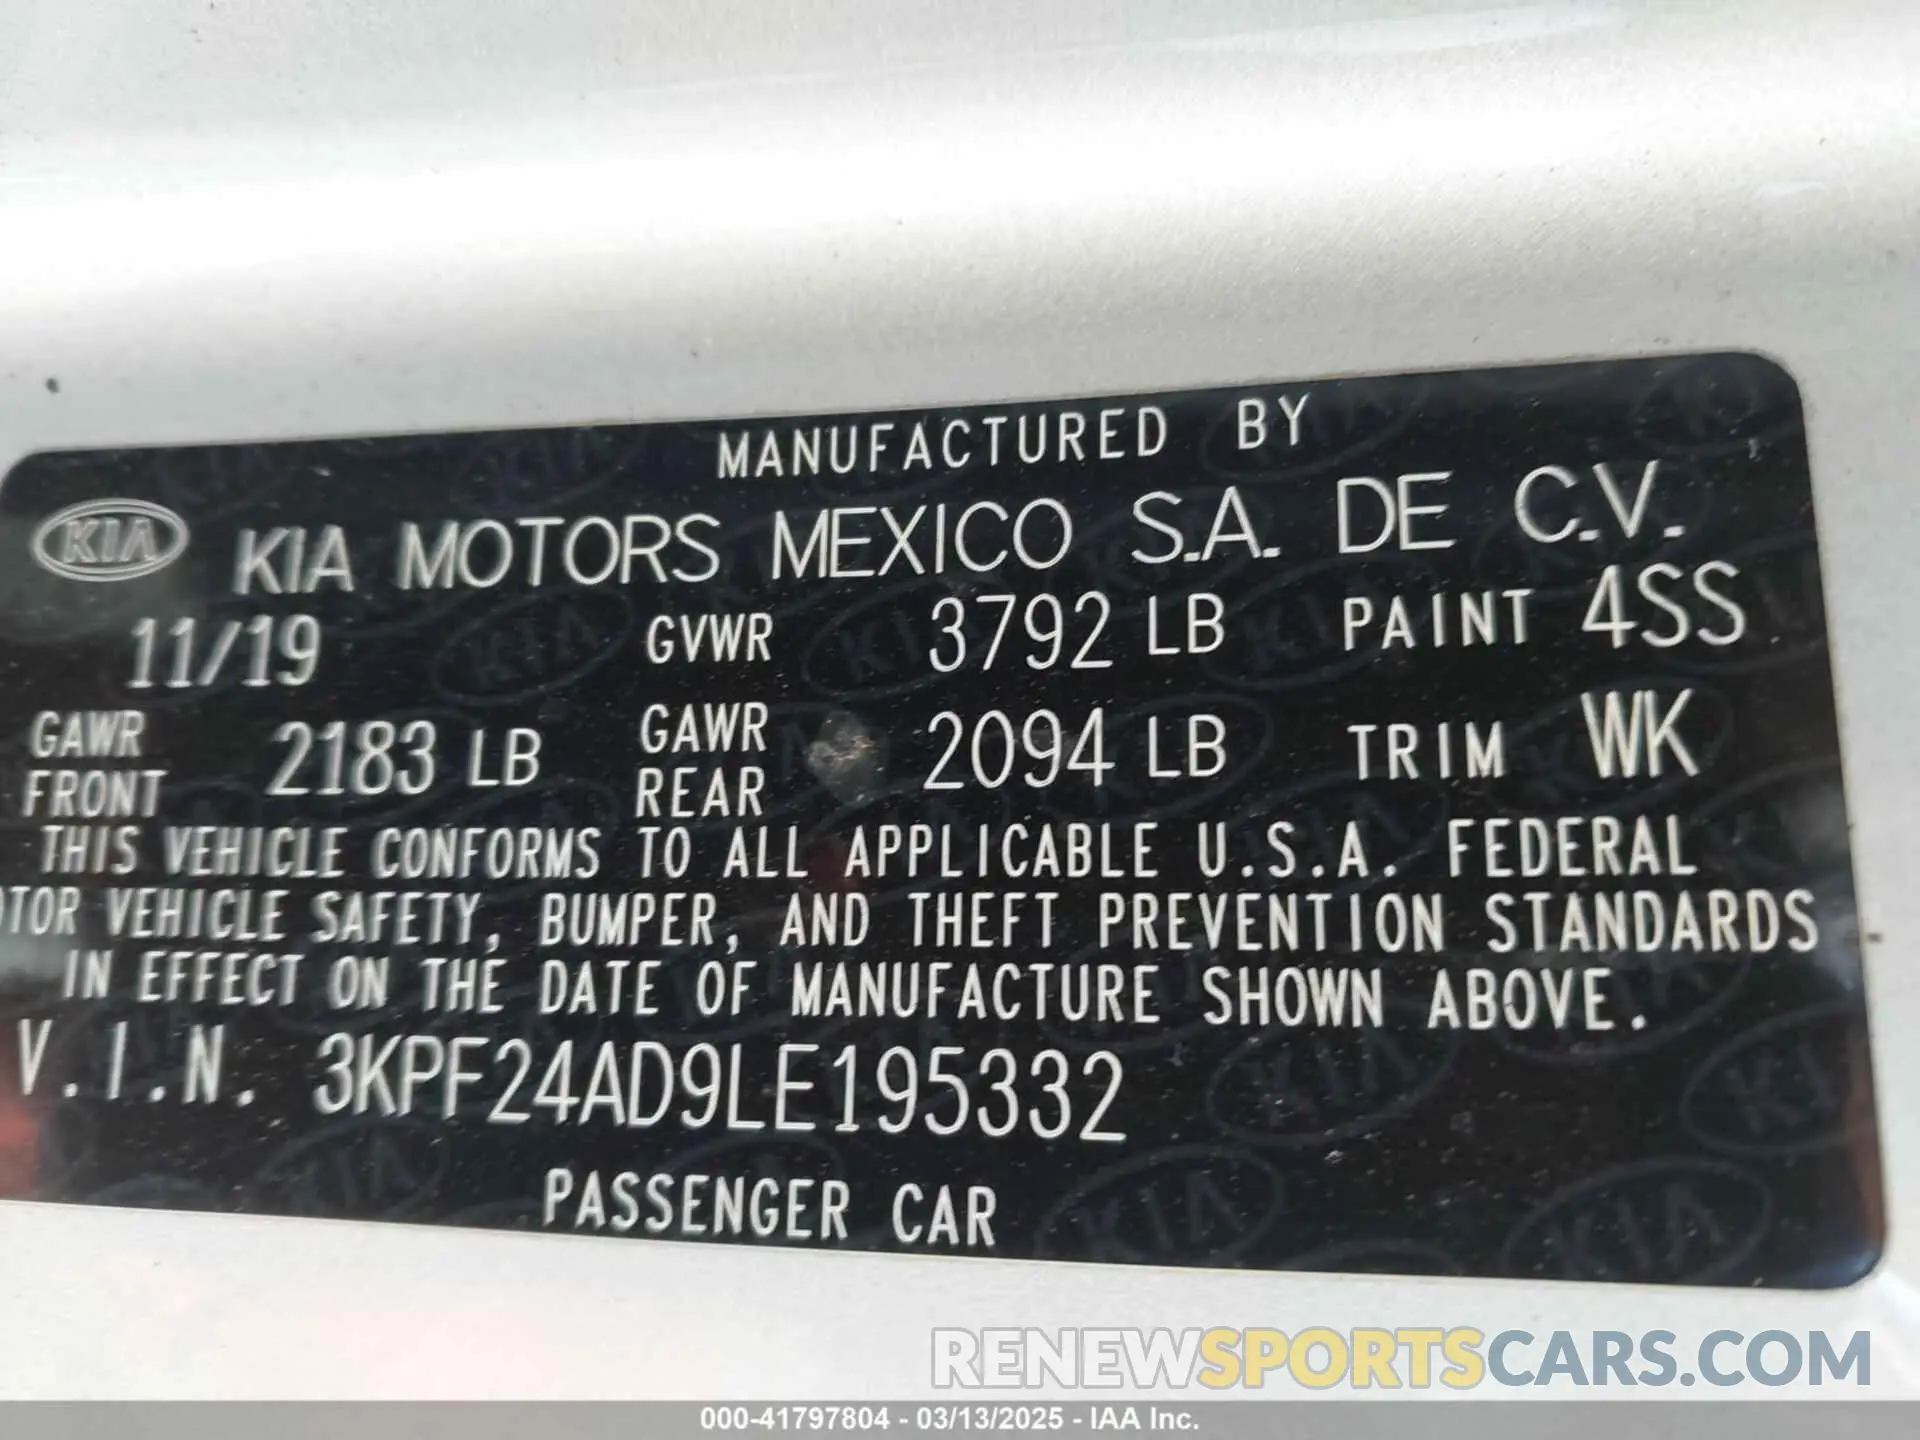 MANUFACTURED BY
KIA KIA MOTORS MEXICO S.A. DE C.V.
11/19 GVWR 3792 LB PAINT 4SS
GAWR FRONT 2183 LB GAWR REAR 2094 LB TRIM WK
THIS VEHICLE CONFORMS TO ALL APPLICABLE U.S.A. FEDERAL
OTOR VEHICLE SAFETY, BUMPER, AND THEFT PREVENTION STANDARDS
IN EFFECT ON THE DATE OF MANUFACTURE SHOWN ABOVE.
V.I.N. 3KPF24AD9LE195332
PASSENGER CAR
RENEWSPORTSCARS.COM
000-41797804 - 03/13/2025 - IAA Inc.